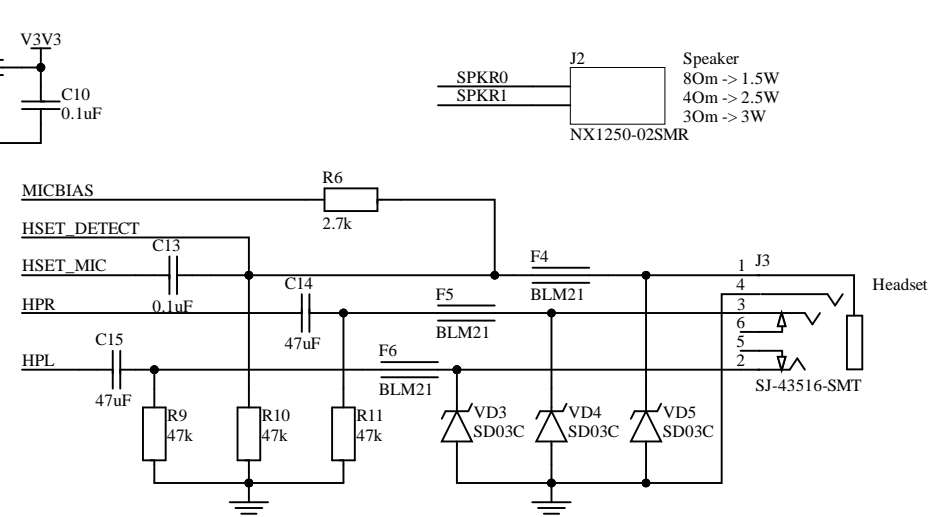 V3V3
C10
0.1uF
SPKR0
SPKR1
J2
NX1250-02SMR
Speaker
8Om -> 1.5W
4Om -> 2.5W
3Om -> 3W
MICBIAS
R6
2.7k
HSET_DETECT
C13
HSET_MIC
0.1uF
C14
47uF
HPR
C15
47uF
HPL
F4
BLM21
F5
BLM21
F6
BLM21
1
4
3
6
5
2
J3
Headset
SJ-43516-SMT
R9
47k
R10
47k
R11
47k
VD3
SD03C
VD4
SD03C
VD5
SD03C